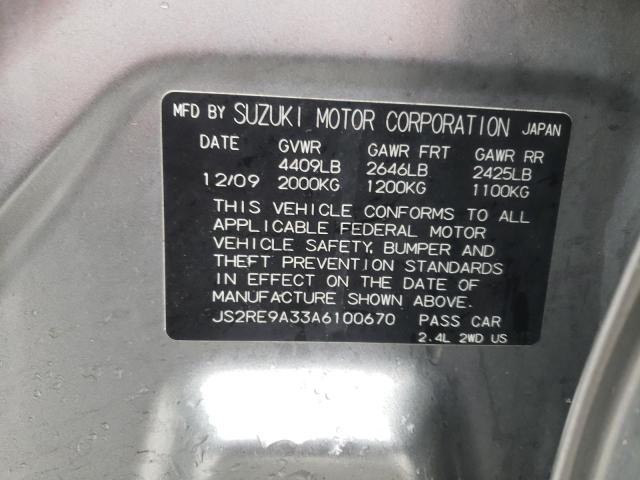 MFD BY SUZUKI MOTOR CORPORATION JAPAN
DATE GVWR GAWR FRT GAWR RR
4409LB 2646LB 2425LB
12/09 2000KG 1200KG 1100KG
THIS VEHICLE CONFORMS TO ALL
APPLICABLE FEDERAL MOTOR
VEHICLE SAFETY, BUMPER AND
THEFT PREVENTION STANDARDS
IN EFFECT ON THE DATE OF
MANUFACTURE SHOWN ABOVE.
JS2RE9A33A6100670 PASS CAR
2.4L 2WD US